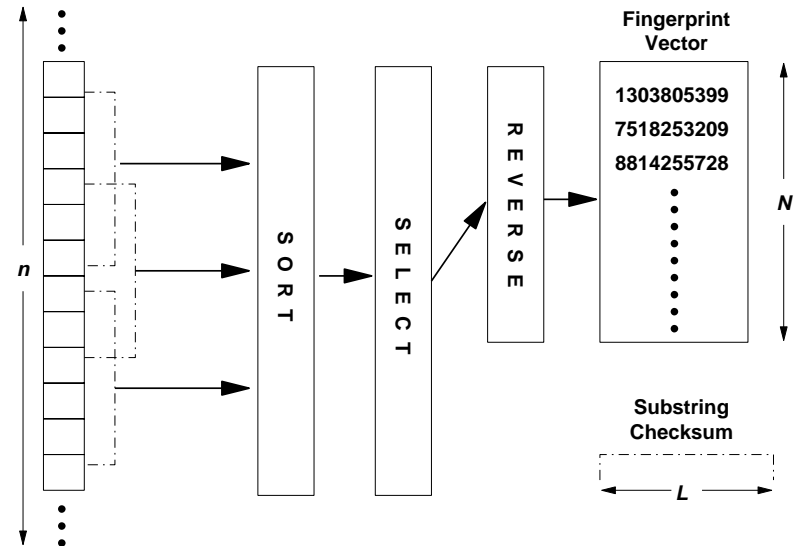 n
SORT
SELECT
REVERSE
Fingerprint
Vector
1303805399
7518253209
8814255728
N
Substring
Checksum
L